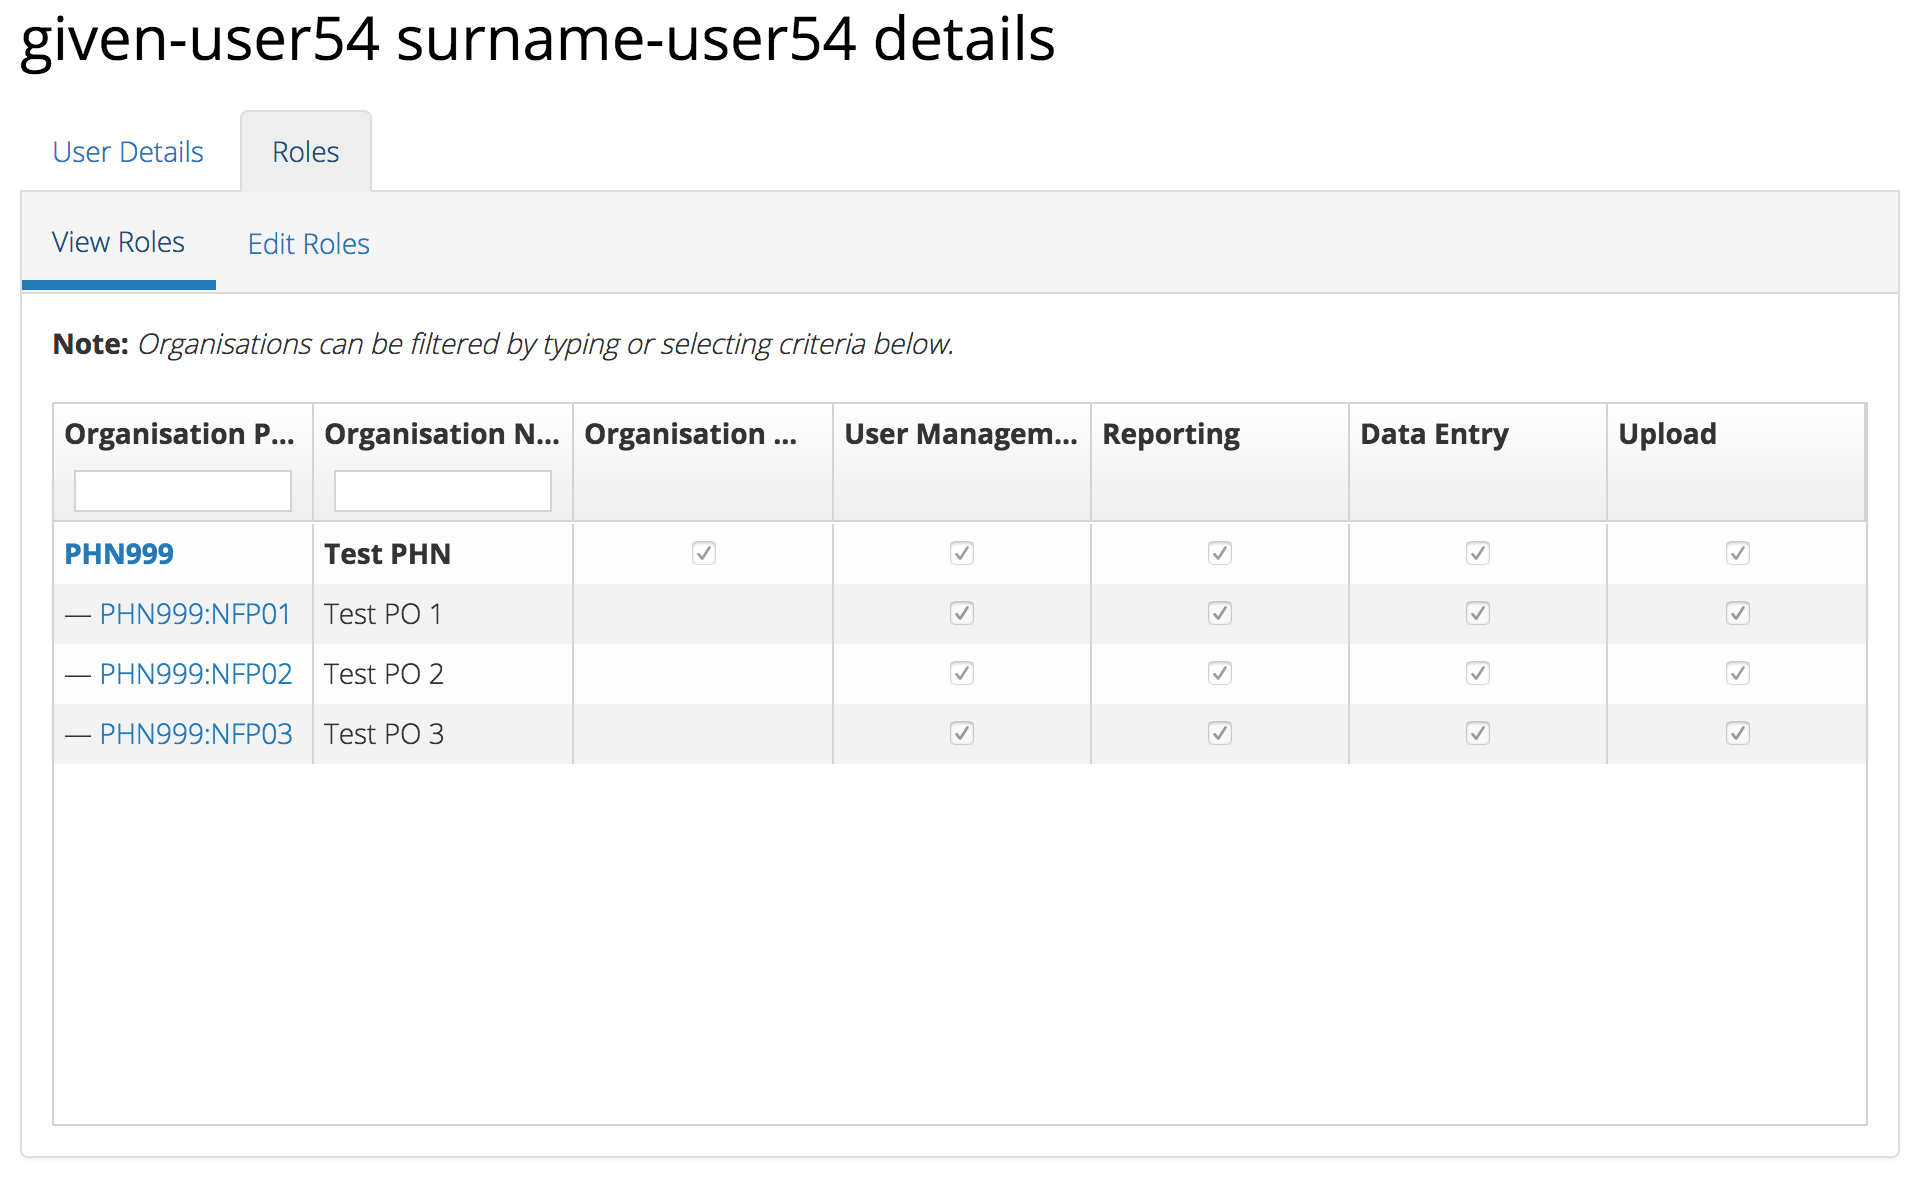 given-user54 surname-user54 details
User Details Roles
View Roles Edit Roles
Note: Organisations can be filtered by typing or selecting criteria below.
Organisation P... Organisation N... Organisation ... User Managem... Reporting Data Entry Upload
PHN999 Test PHN
— PHN999:NFP01 Test PO 1
— PHN999:NFP02 Test PO 2
— PHN999:NFP03 Test PO 3